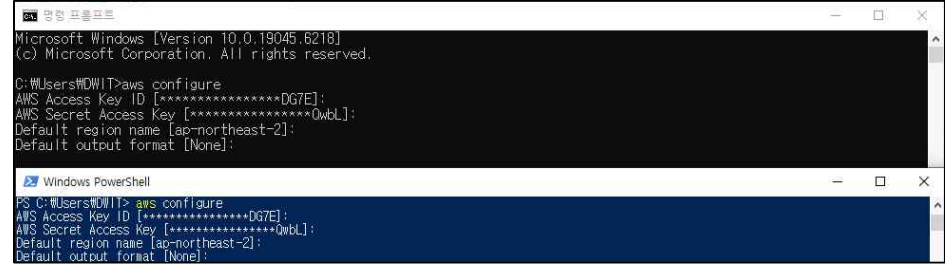 명령 프롬프트
Microsoft Windows [Version 10.0.19045.6218]
(c) Microsoft Corporation. All rights reserved.
C:₩Users₩DWIT>aws configure
AWS Access Key ID [****************DG7E]:
AWS Secret Access Key [****************QwbL]:
Default region name [ap-northeast-2]:
Default output format [None]:
Windows PowerShell
PS C:₩Users₩DWIT> aws configure
AWS Access Key ID [****************DG7E]:
AWS Secret Access Key [****************QwbL]:
Default region name [ap-northeast-2]:
Default output format [None]: